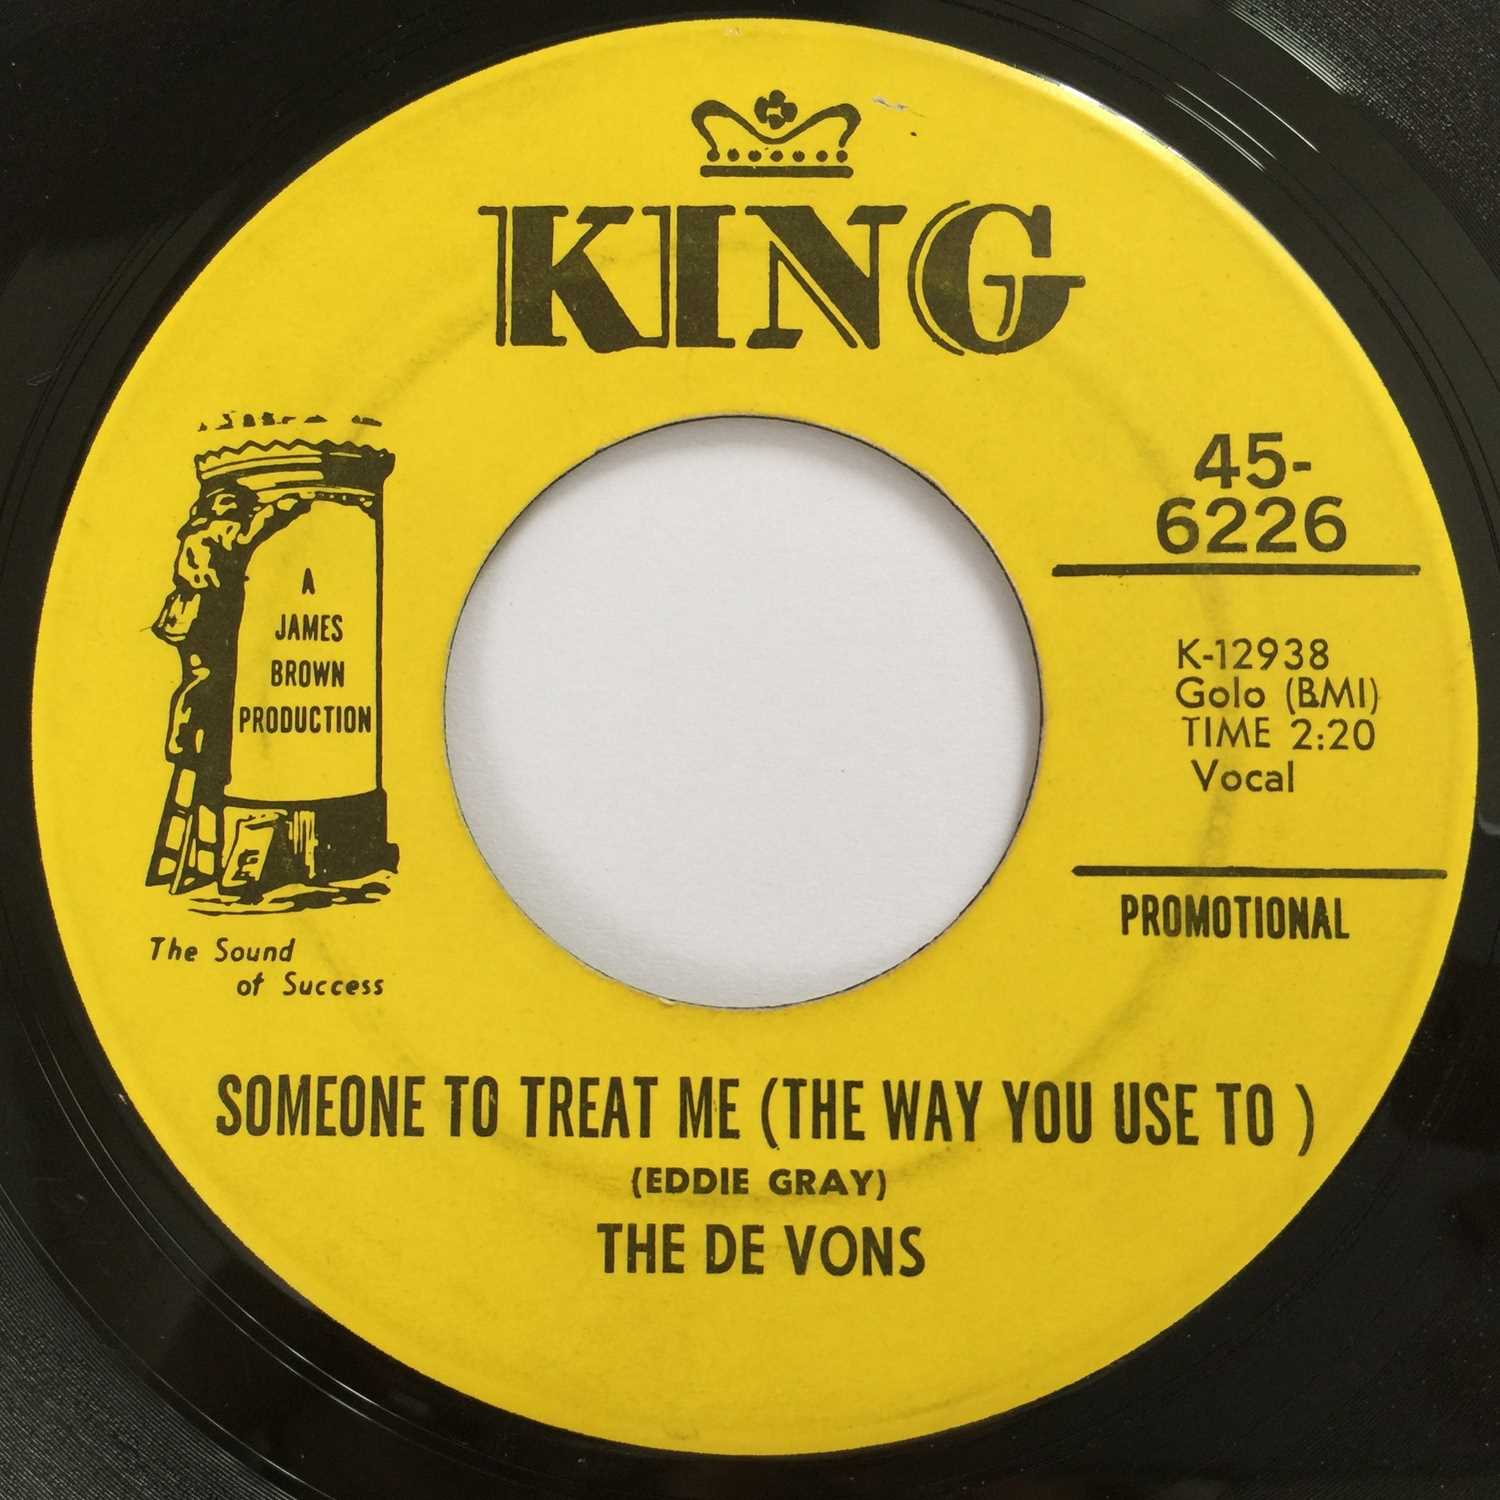 KING
45-
6226
K-12938
Golo (BMI)
TIME 2:20
Vocal
PROMOTIONAL
A
JAMES
BROWN
PRODUCTION
The Sound
of Success
SOMEONE TO TREAT ME (THE WAY YOU USE TO )
(EDDIE GRAY)
THE DE VONS